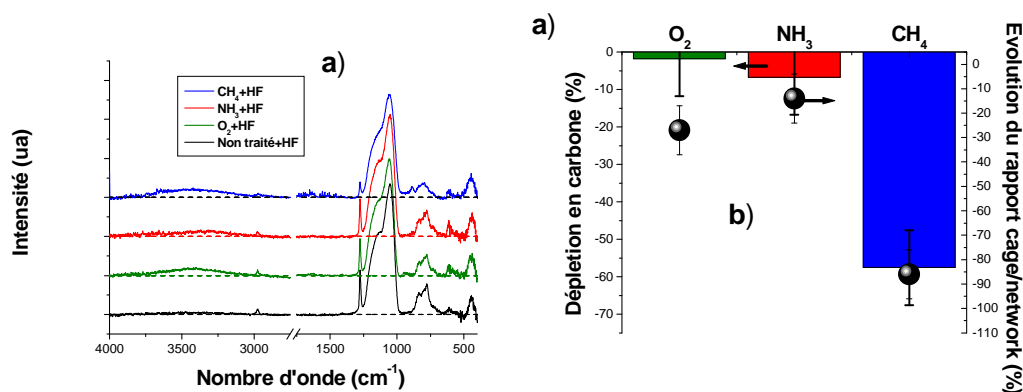 a)
CH4+HF
NH3+HF
O2+HF
Non traité+HF
Intensité (ua)
4000 3500 3000 1500 1000 500
Nombre d'onde (cm-1)
a)
O2 NH3 CH4
0
-10
-20
-30
-40
-50
-60
-70
Déplétion en carbone (%)
b)
0
-10
-20
-30
-40
-50
-60
-70
-80
-90
-100
-110
Evolution du rapport cage/network (%)